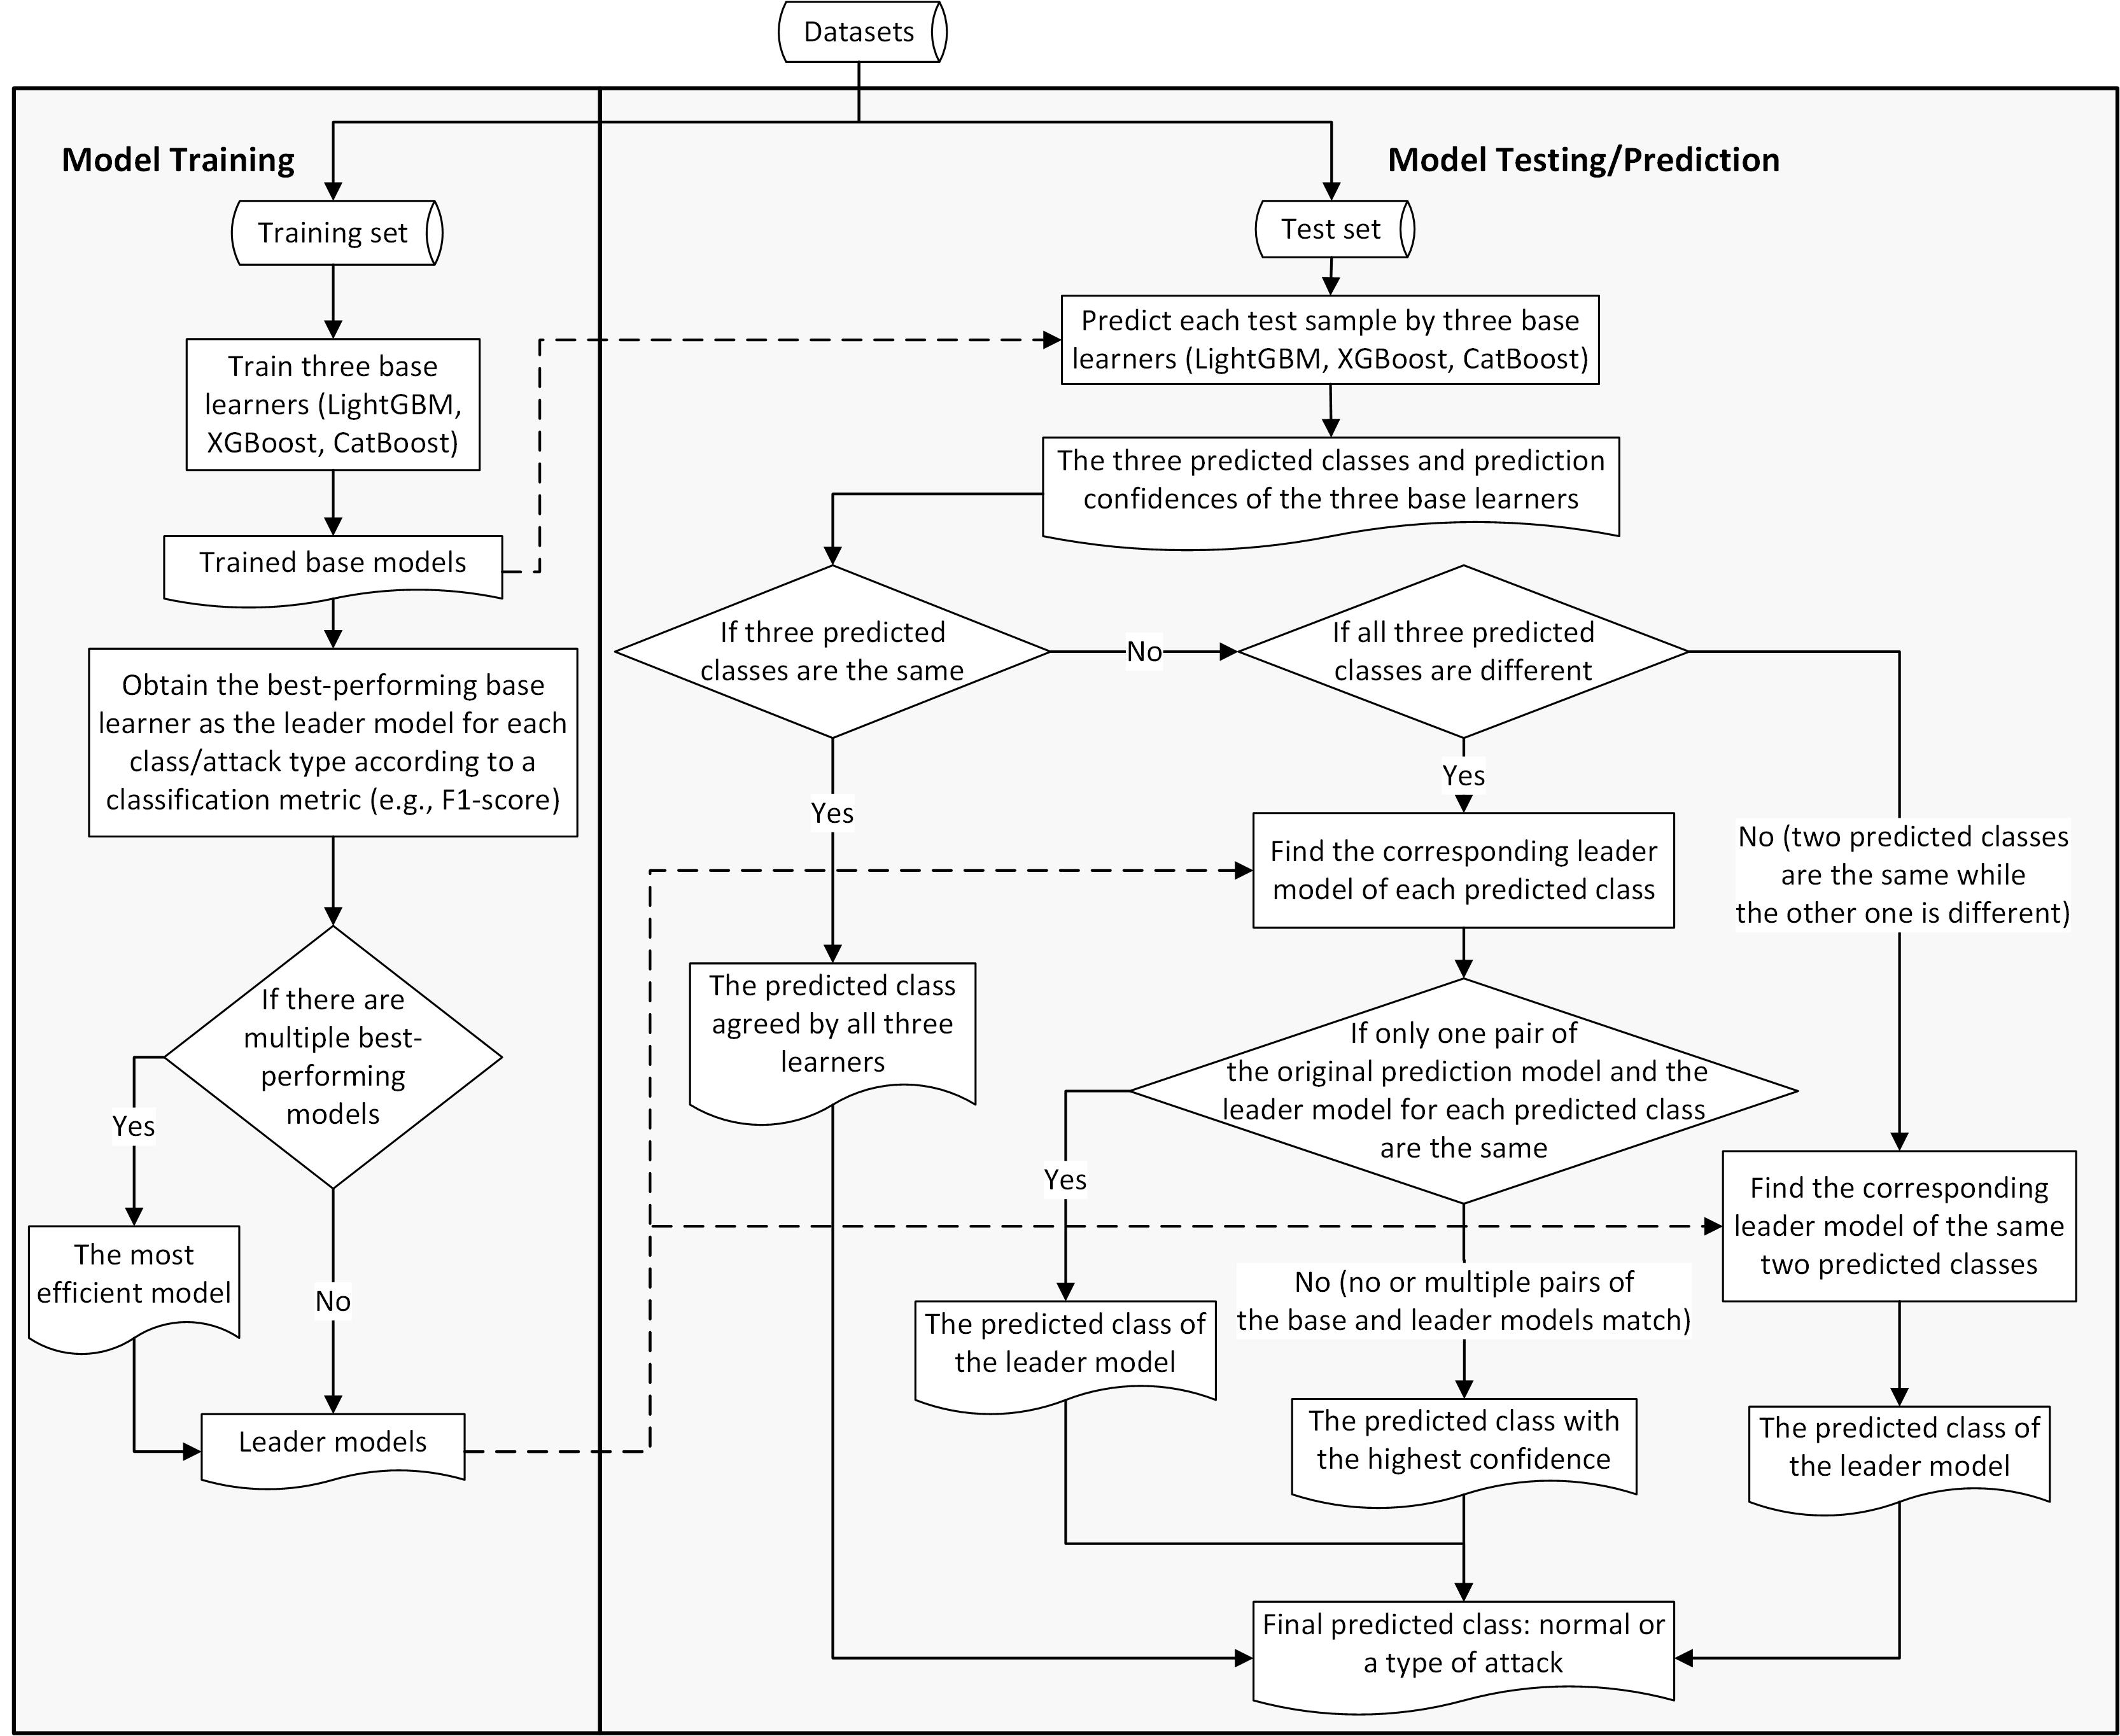 Datasets
Model Training
Training set
Train three base
learners (LightGBM,
XGBoost, CatBoost)
Trained base models
Obtain the best-performing base
learner as the leader model for each
class/attack type according to a
classification metric (e.g., F1-score)
If there are
multiple best-
performing
models
Yes
The most
efficient model
No
Leader models
Model Testing/Prediction
Test set
Predict each test sample by three base
learners (LightGBM, XGBoost, CatBoost)
The three predicted classes and prediction
confidences of the three base learners
If three predicted
classes are the same
No
If all three predicted
classes are different
Yes
The predicted class
agreed by all three
learners
Yes
Find the corresponding leader
model of each predicted class
No (two predicted classes
are the same while
the other one is different)
If only one pair of
the original prediction model and the
leader model for each predicted class
are the same
Yes
The predicted class of
the leader model
No (no or multiple pairs of
the base and leader models match)
The predicted class with
the highest confidence
Find the corresponding
leader model of the same
two predicted classes
The predicted class of
the leader model
Final predicted class: normal or
a type of attack